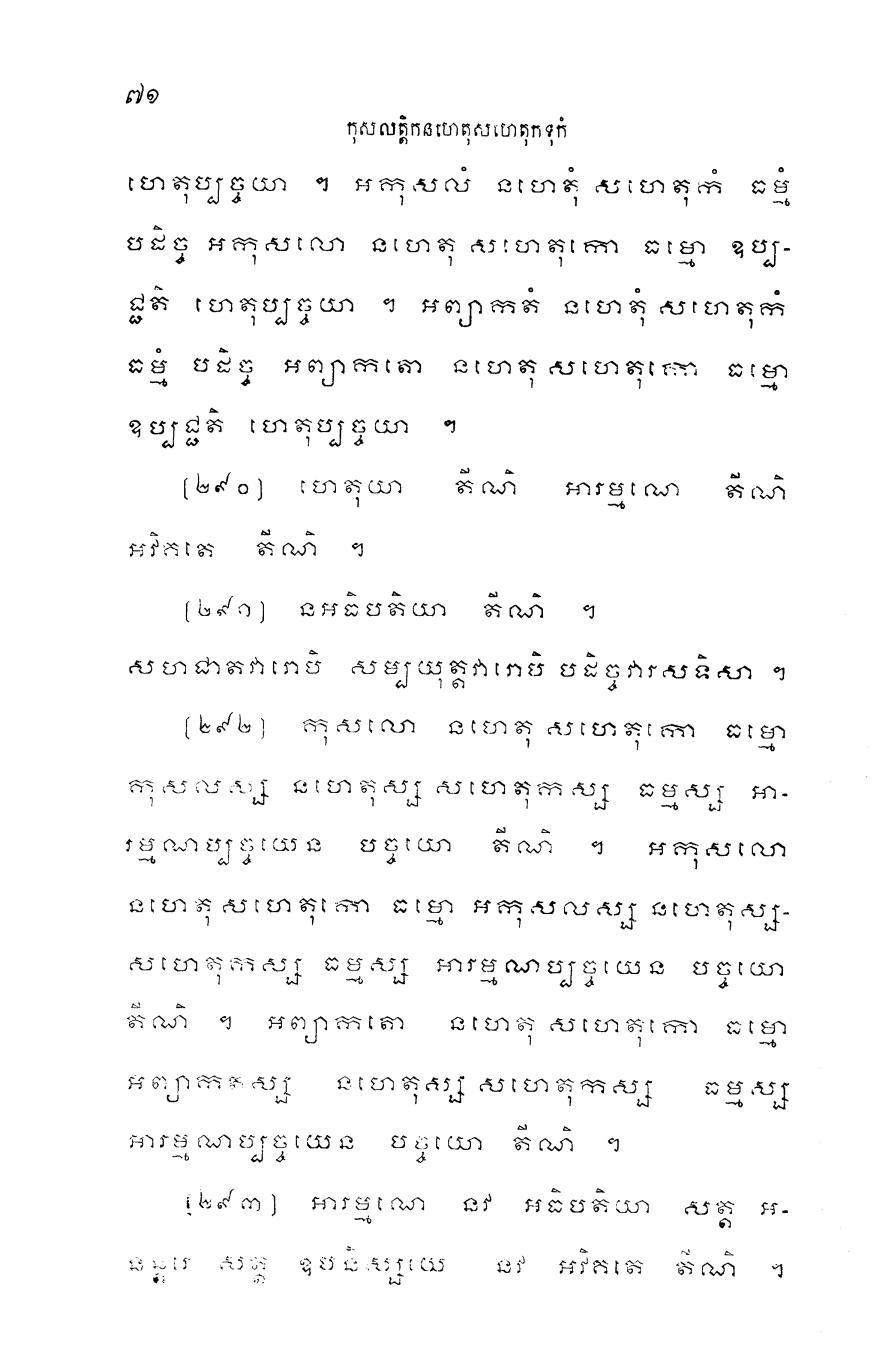 ៧១
កុសលត្តិកនហេតុសហេតុកទុកំ
ហេតុប្បច្ចយា ។ អកុសលំ នហេតុំ សហេតុកំ ធម្មំ
បដិច្ច អកុសលោ នហេតុ សហេតុកោ ធម្មោ ឧប្ប-
ជ្ជតិ ហេតុប្បច្ចយា ។ អព្យាកតំ នហេតុំ សហេតុកំ
ធម្មំ បដិច្ច អព្យាកតោ នហេតុ សហេតុកោ ធម្មោ
ឧប្បជ្ជតិ ហេតុប្បច្ចយា ។
[២៩០] ហេតុយា តីណិ អារម្មណេ តីណិ
អវិគតេ តីណិ ។
[២៩១] នអធិបតិយា តីណិ ។
សហជាតវារោបិ សម្បយុត្តវារោបិ បដិច្ចវារសទិសា ។
[២៩២] កុសលោ នហេតុ សហេតុកោ ធម្មោ
កុសលស្ស នហេតុស្ស សហេតុកស្ស ធម្មស្ស អា-
រម្មណប្បច្ចយេន បច្ចយោ តីណិ ។ អកុសលោ
នហេតុ សហេតុកោ ធម្មោ អកុសលស្ស នហេតុស្ស-
សហេតុកស្ស ធម្មស្ស អារម្មណប្បច្ចយេន បច្ចយោ
តីណិ ។ អព្យាកតោ នហេតុ សហេតុកោ ធម្មោ
អព្យាកតស្ស នហេតុស្ស សហេតុកស្ស ធម្មស្ស
អារម្មណប្បច្ចយេន បច្ចយោ តីណិ ។
[២៩៣] អារម្មណេ នវ អធិបតិយា សត្ត អ-
នន្តរេ សត្ត ឧបនិស្សយេ នវ អវិគតេ តីណិ ។